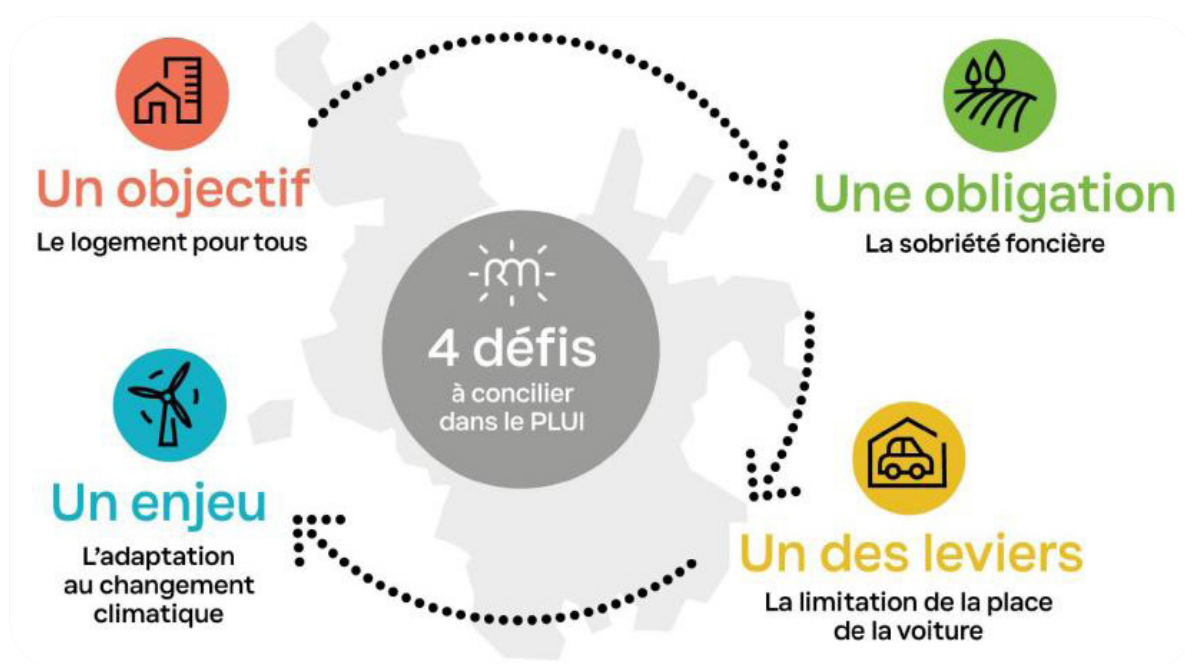 Un objectif
Le logement pour tous
Une obligation
La sobriété foncière
RM
4 défis
à concilier
dans le PLUI
Un des leviers
La limitation de la place
de la voiture
Un enjeu
L'adaptation
au changement
climatique